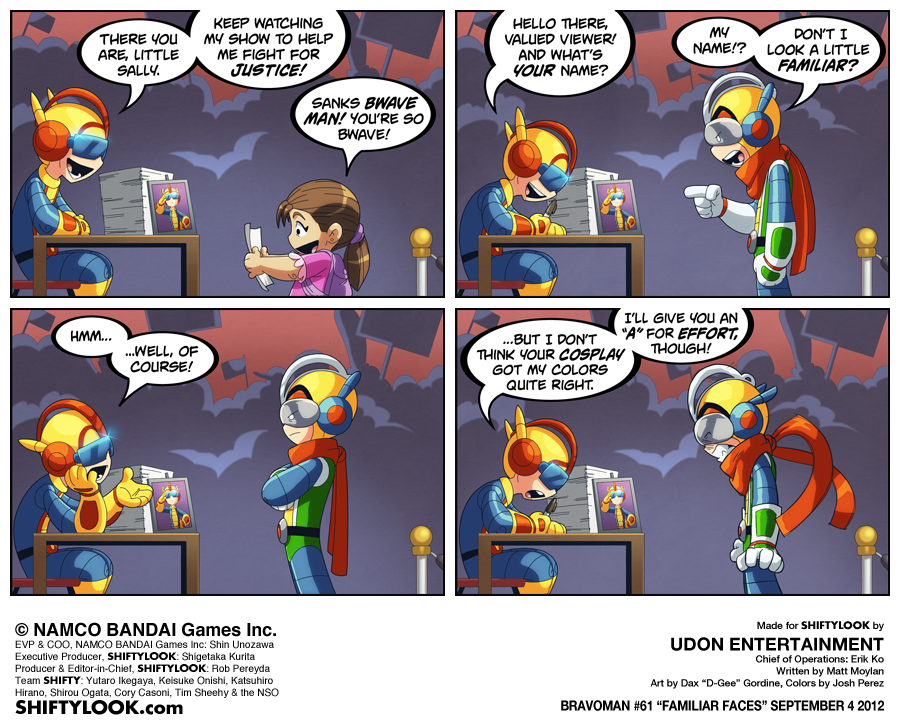 THERE YOU
ARE, LITTLE
SALLY.
KEEP WATCHING
MY SHOW TO HELP
ME FIGHT FOR
JUSTICE!
SANKS BWAVE
MAN! YOU'RE SO
BWAVE!
HELLO THERE,
VALUED VIEWER!
AND WHAT'S
YOUR NAME?
MY
NAME!?
DON'T I
LOOK A LITTLE
FAMILIAR?
HMM...
...WELL, OF
COURSE!
...BUT I DON'T
THINK YOUR COSPLAY
GOT MY COLORS
QUITE RIGHT.
I'LL GIVE YOU AN
"A" FOR EFFORT,
THOUGH!
© NAMCO BANDAI Games Inc.
EVP & COO, NAMCO BANDAI Games Inc: Shin Unozawa
Executive Producer, SHIFTYLOOK: Shigetaka Kurita
Producer & Editor-in-Chief, SHIFTYLOOK: Rob Pereyda
Team SHIFTY: Yutaro Ikegaya, Keisuke Onishi, Katsuhiro
Hirano, Shirou Ogata, Cory Casoni, Tim Sheehy & the NSO
SHIFTYLOOK.com
Made for SHIFTYLOOK by
UDON ENTERTAINMENT
Chief of Operations: Erik Ko
Written by Matt Moylan
Art by Dax "D-Gee" Gordine, Colors by Josh Perez
BRAVOMAN #61 "FAMILIAR FACES" SEPTEMBER 4 2012